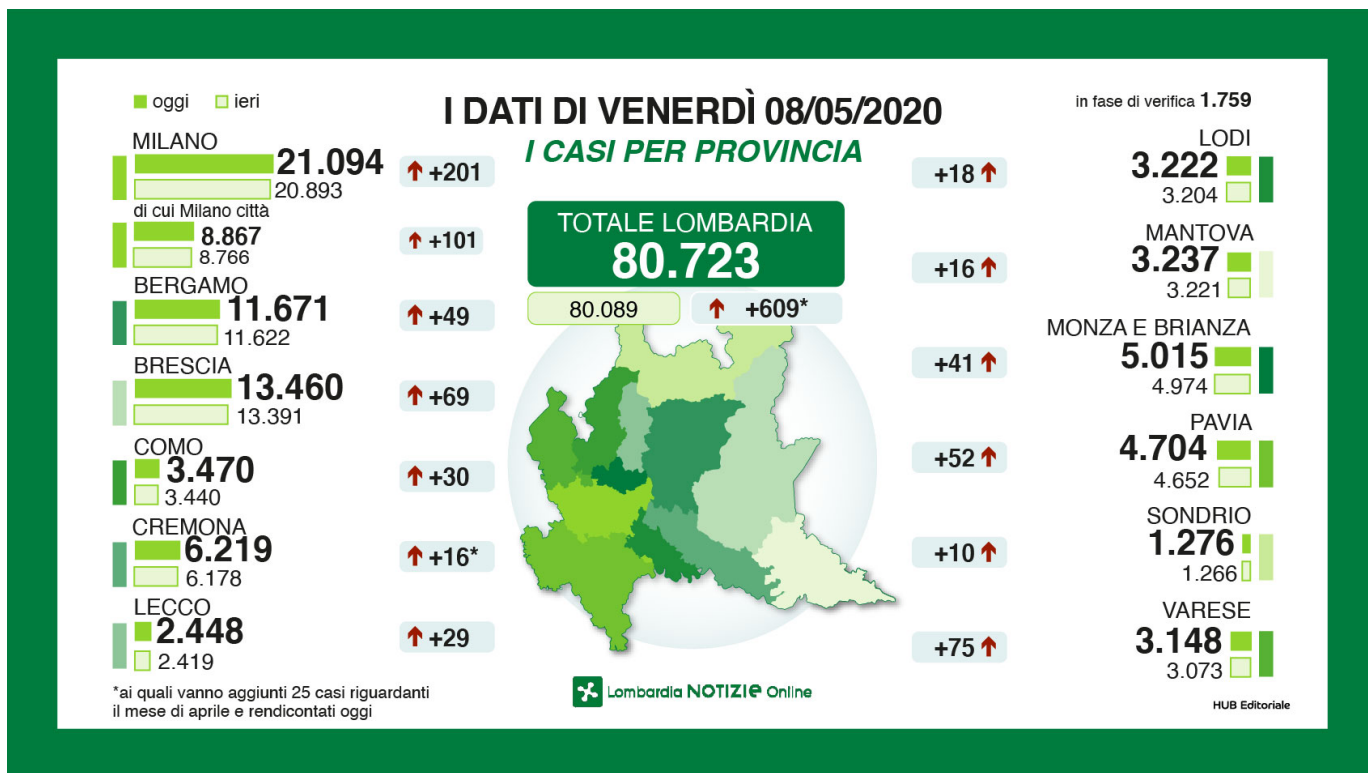 oggi ieri
I DATI DI VENERDÌ 08/05/2020
I CASI PER PROVINCIA
in fase di verifica 1.759
MILANO
21.094
20.893
+201
di cui Milano città
8.867
8.766
+101
BERGAMO
11.671
11.622
+49
BRESCIA
13.460
13.391
+69
COMO
3.470
3.440
+30
CREMONA
6.219
6.178
+16*
LECCO
2.448
2.419
+29
*ai quali vanno aggiunti 25 casi riguardanti
il mese di aprile e rendicontati oggi
TOTALE LOMBARDIA
80.723
80.089
+609*
Lombardia NOTIZIE Online
LODI
3.222
3.204
+18
MANTOVA
3.237
3.221
+16
MONZA E BRIANZA
5.015
4.974
+41
PAVIA
4.704
4.652
+52
SONDRIO
1.276
1.266
+10
VARESE
3.148
3.073
+75
HUB Editoriale